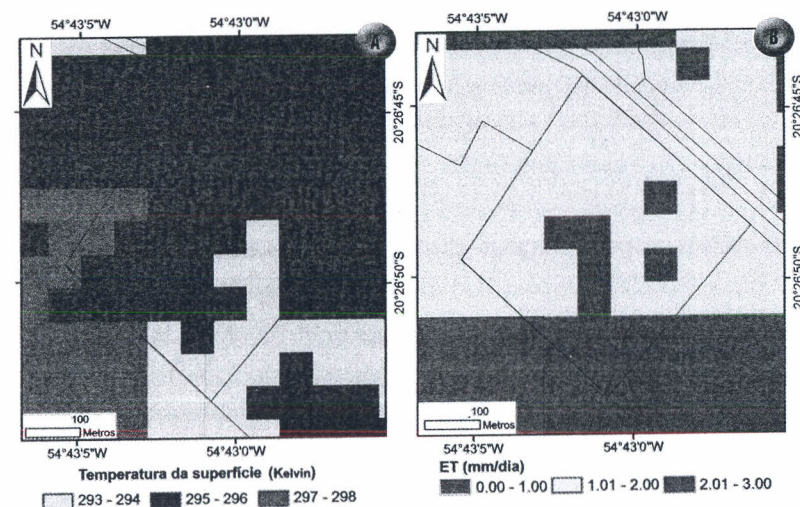 54°43'5"W 54°43'0"W
54°43'5"W 54°43'0"W
A
B
N
N
20°26'45"S
20°26'50"S
20°26'45"S
20°26'50"S
100
Metros
.100
Metros
54°43'5"W 54°43'0"W
54°43'5"W 54°43'0"W
Temperatura da superfície (Kelvin)
293 - 294 295 - 296 297 - 298
ET (mm/dia)
0.00 - 1.00 1.01 - 2.00 2.01 - 3.00